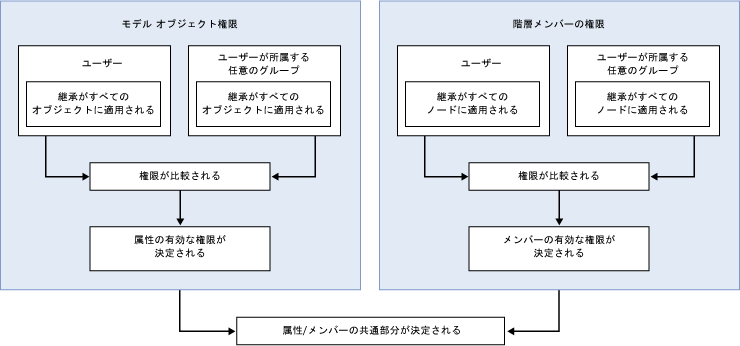 モデル オブジェクト権限
ユーザー
継承がすべての
オブジェクトに適用される
ユーザーが所属する
任意のグループ
継承がすべての
オブジェクトに適用される
権限が比較される
属性の有効な権限が
決定される
階層メンバーの権限
ユーザー
継承がすべての
ノードに適用される
ユーザーが所属する
任意のグループ
継承がすべての
ノードに適用される
権限が比較される
メンバーの有効な権限が
決定される
属性/メンバーの共通部分が決定される